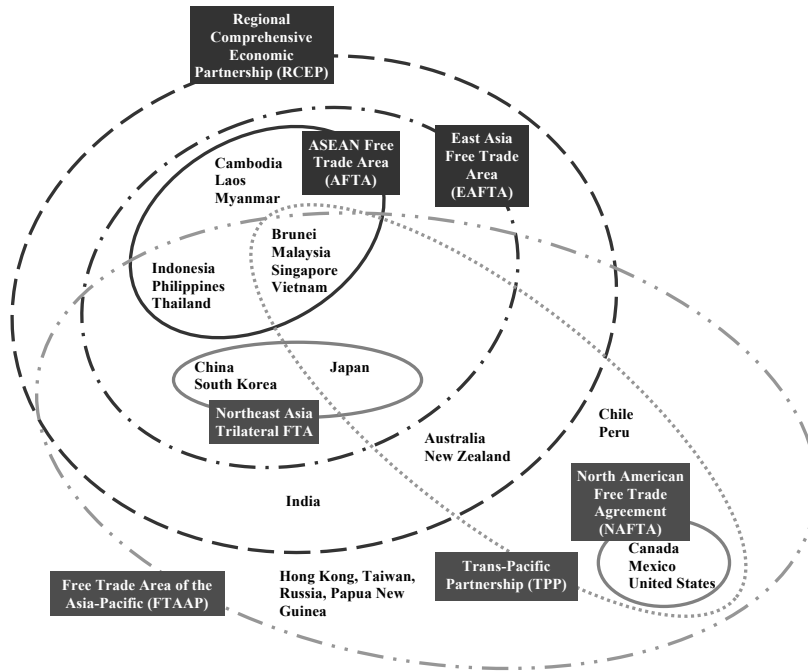 Regional
Comprehensive
Economic
Partnership (RCEP)
ASEAN Free
Trade Area
(AFTA)
East Asia
Free Trade
Area
(EAFTA)
Cambodia
Laos
Myanmar
Brunei
Malaysia
Singapore
Vietnam
Indonesia
Philippines
Thailand
China
South Korea
Japan
Northeast Asia
Trilateral FTA
Australia
New Zealand
Chile
Peru
India
North American
Free Trade
Agreement
(NAFTA)
Canada
Mexico
United States
Trans-Pacific
Partnership (TPP)
Hong Kong, Taiwan,
Russia, Papua New
Guinea
Free Trade Area of the
Asia-Pacific (FTAAP)